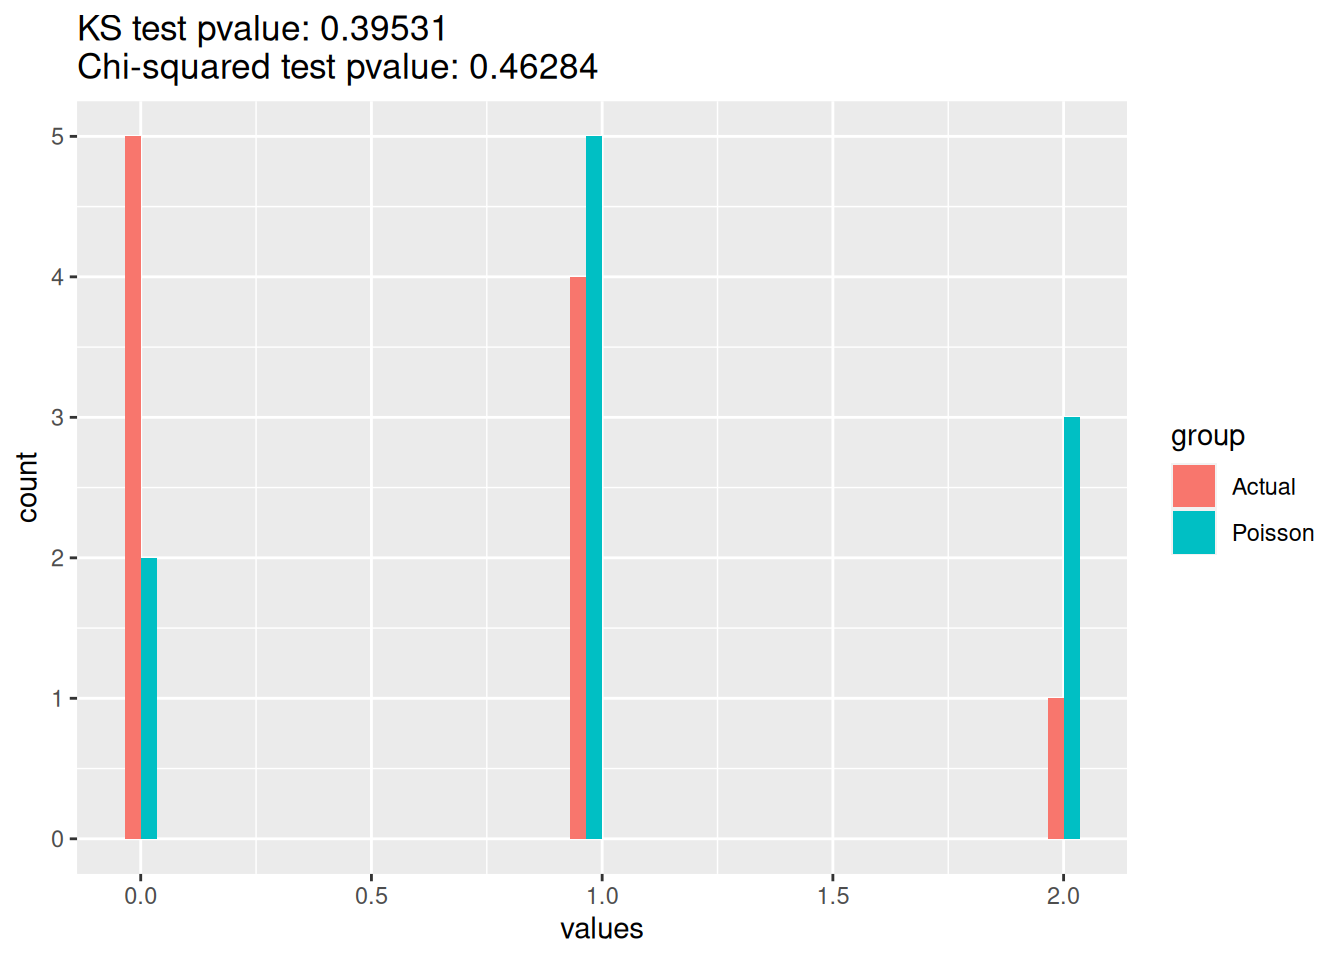 KS test pvalue: 0.39531
Chi-squared test pvalue: 0.46284
5
4
3
2
1
0
count
0.0 0.5 1.0 1.5 2.0
values
group
Actual
Poisson